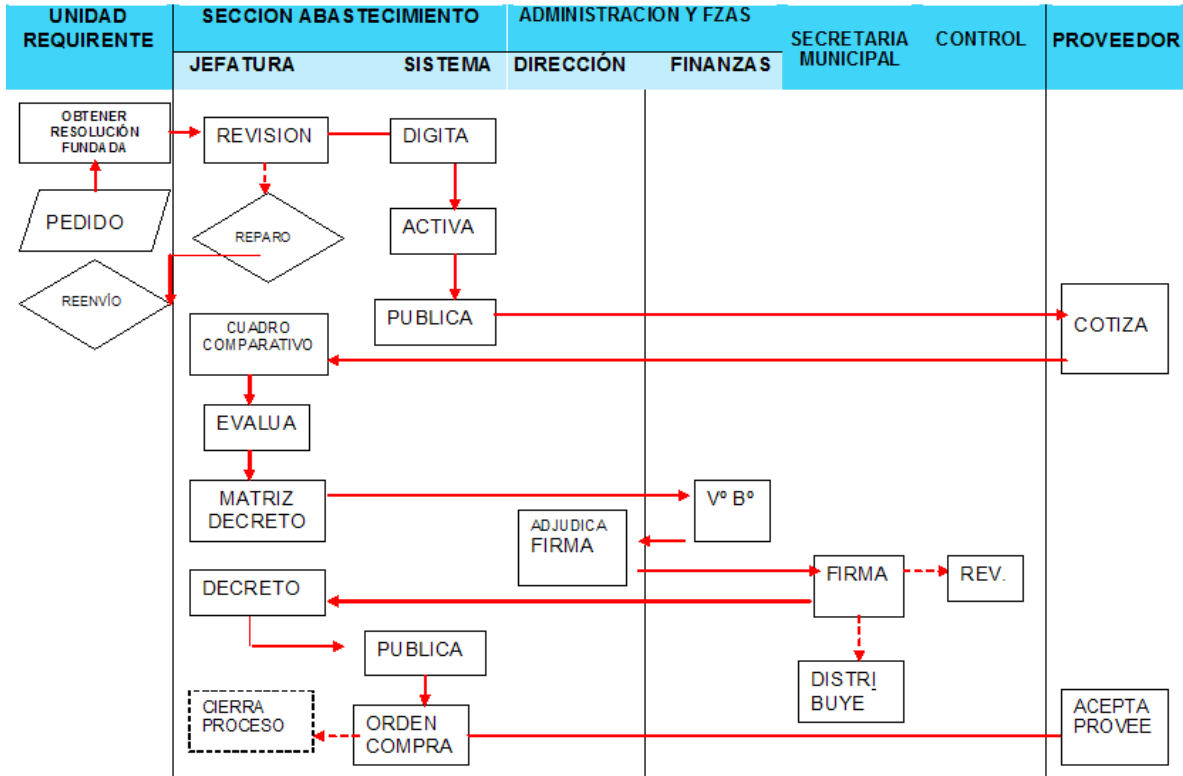 UNIDAD
REQUIRENTE
SECCION ABASTECIMIENTO
ADMINISTRACION Y FZAS
SECRETARIA
MUNICIPAL
CONTROL
PROVEEDOR
JEFATURA
SISTEMA
DIRECCIÓN
FINANZAS
OBTENER
RESOLUCIÓN
FUNDADA
REVISION
DIGITA
PEDIDO
REPARO
ACTIVA
REENVÍO
PUBLICA
COTIZA
CUADRO
COMPARATIVO
EVALUA
MATRIZ
DECRETO
Vº Bº
ADJUDICA
FIRMA
DECRETO
FIRMA
REV.
PUBLICA
DISTRI
BUYE
CIERRA
PROCESO
ORDEN
COMPRA
ACEPTA
PROVEE